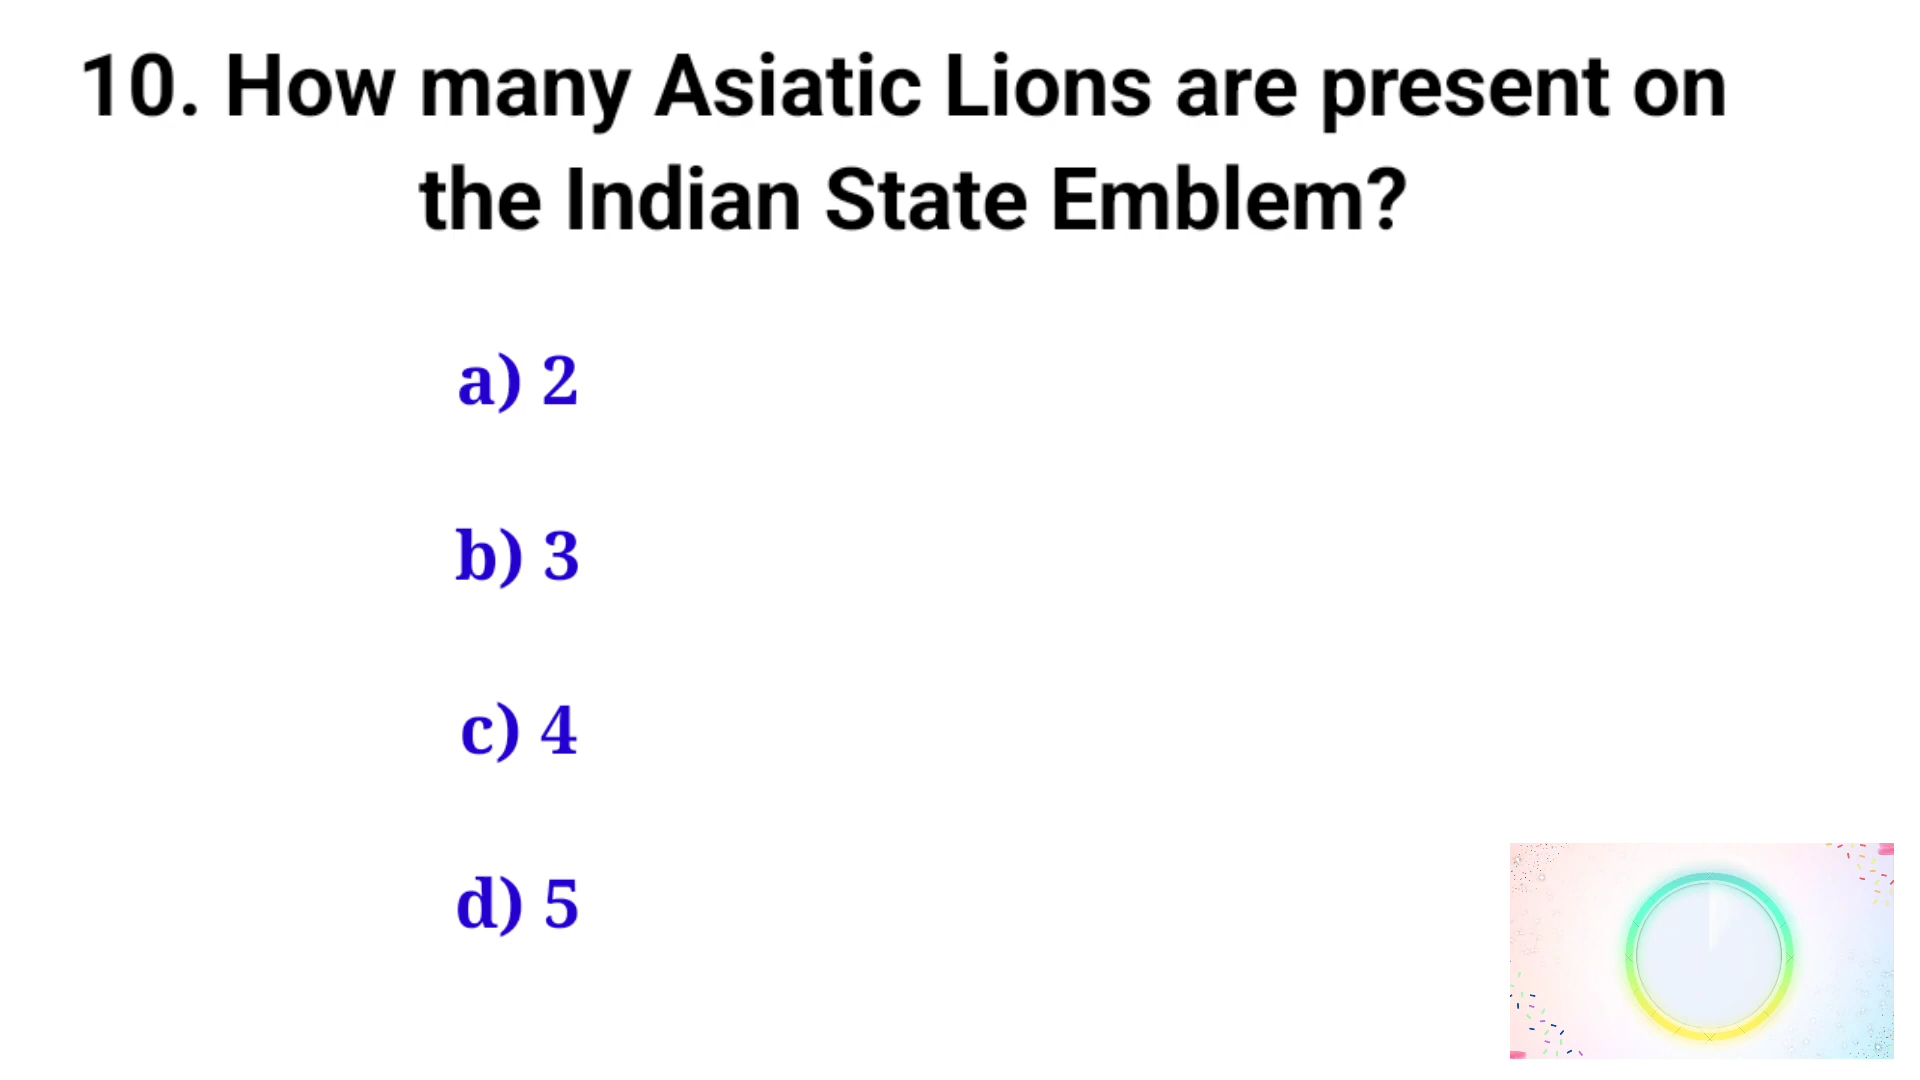 10. How many Asiatic Lions are present on
the Indian State Emblem?
a) 2
b) 3
c) 4
d) 5